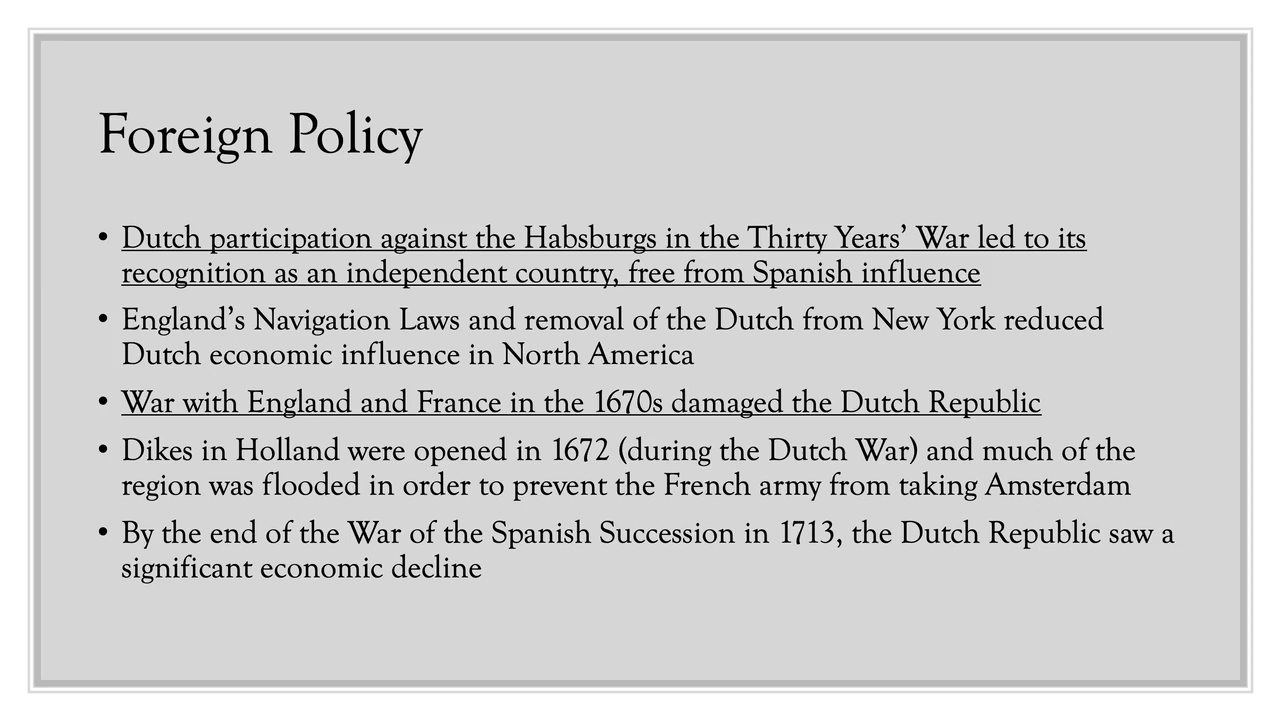 Foreign Policy
• Dutch participation against the Habsburgs in the Thirty Years’ War led to its
recognition as an independent country, free from Spanish influence
• England’s Navigation Laws and removal of the Dutch from New York reduced
Dutch economic influence in North America
• War with England and France in the 1670s damaged the Dutch Republic
• Dikes in Holland were opened in 1672 (during the Dutch War) and much of the
region was flooded in order to prevent the French army from taking Amsterdam
• By the end of the War of the Spanish Succession in 1713, the Dutch Republic saw a
significant economic decline